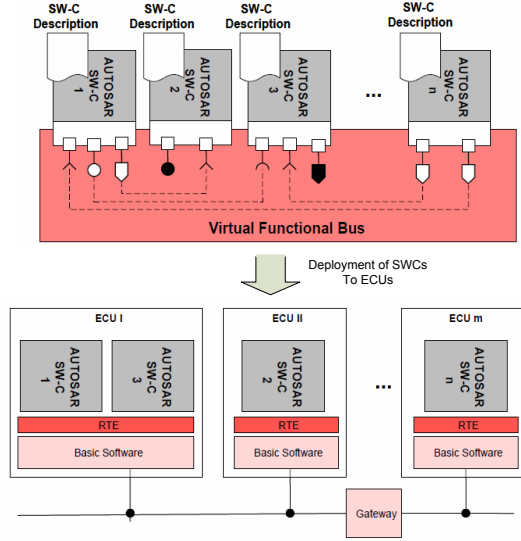 SW-C
Description
SW-C
Description
SW-C
Description
SW-C
Description
AUTOSAR
SW-C
1
AUTOSAR
SW-C
2
AUTOSAR
SW-C
3
...
AUTOSAR
SW-C
n
Virtual Functional Bus
Deployment of SWCs
To ECUs
ECU I
ECU II
ECU m
AUTOSAR
SW-C
1
AUTOSAR
SW-C
3
AUTOSAR
SW-C
2
...
AUTOSAR
SW-C
n
RTE
RTE
RTE
Basic Software
Basic Software
Basic Software
Gateway